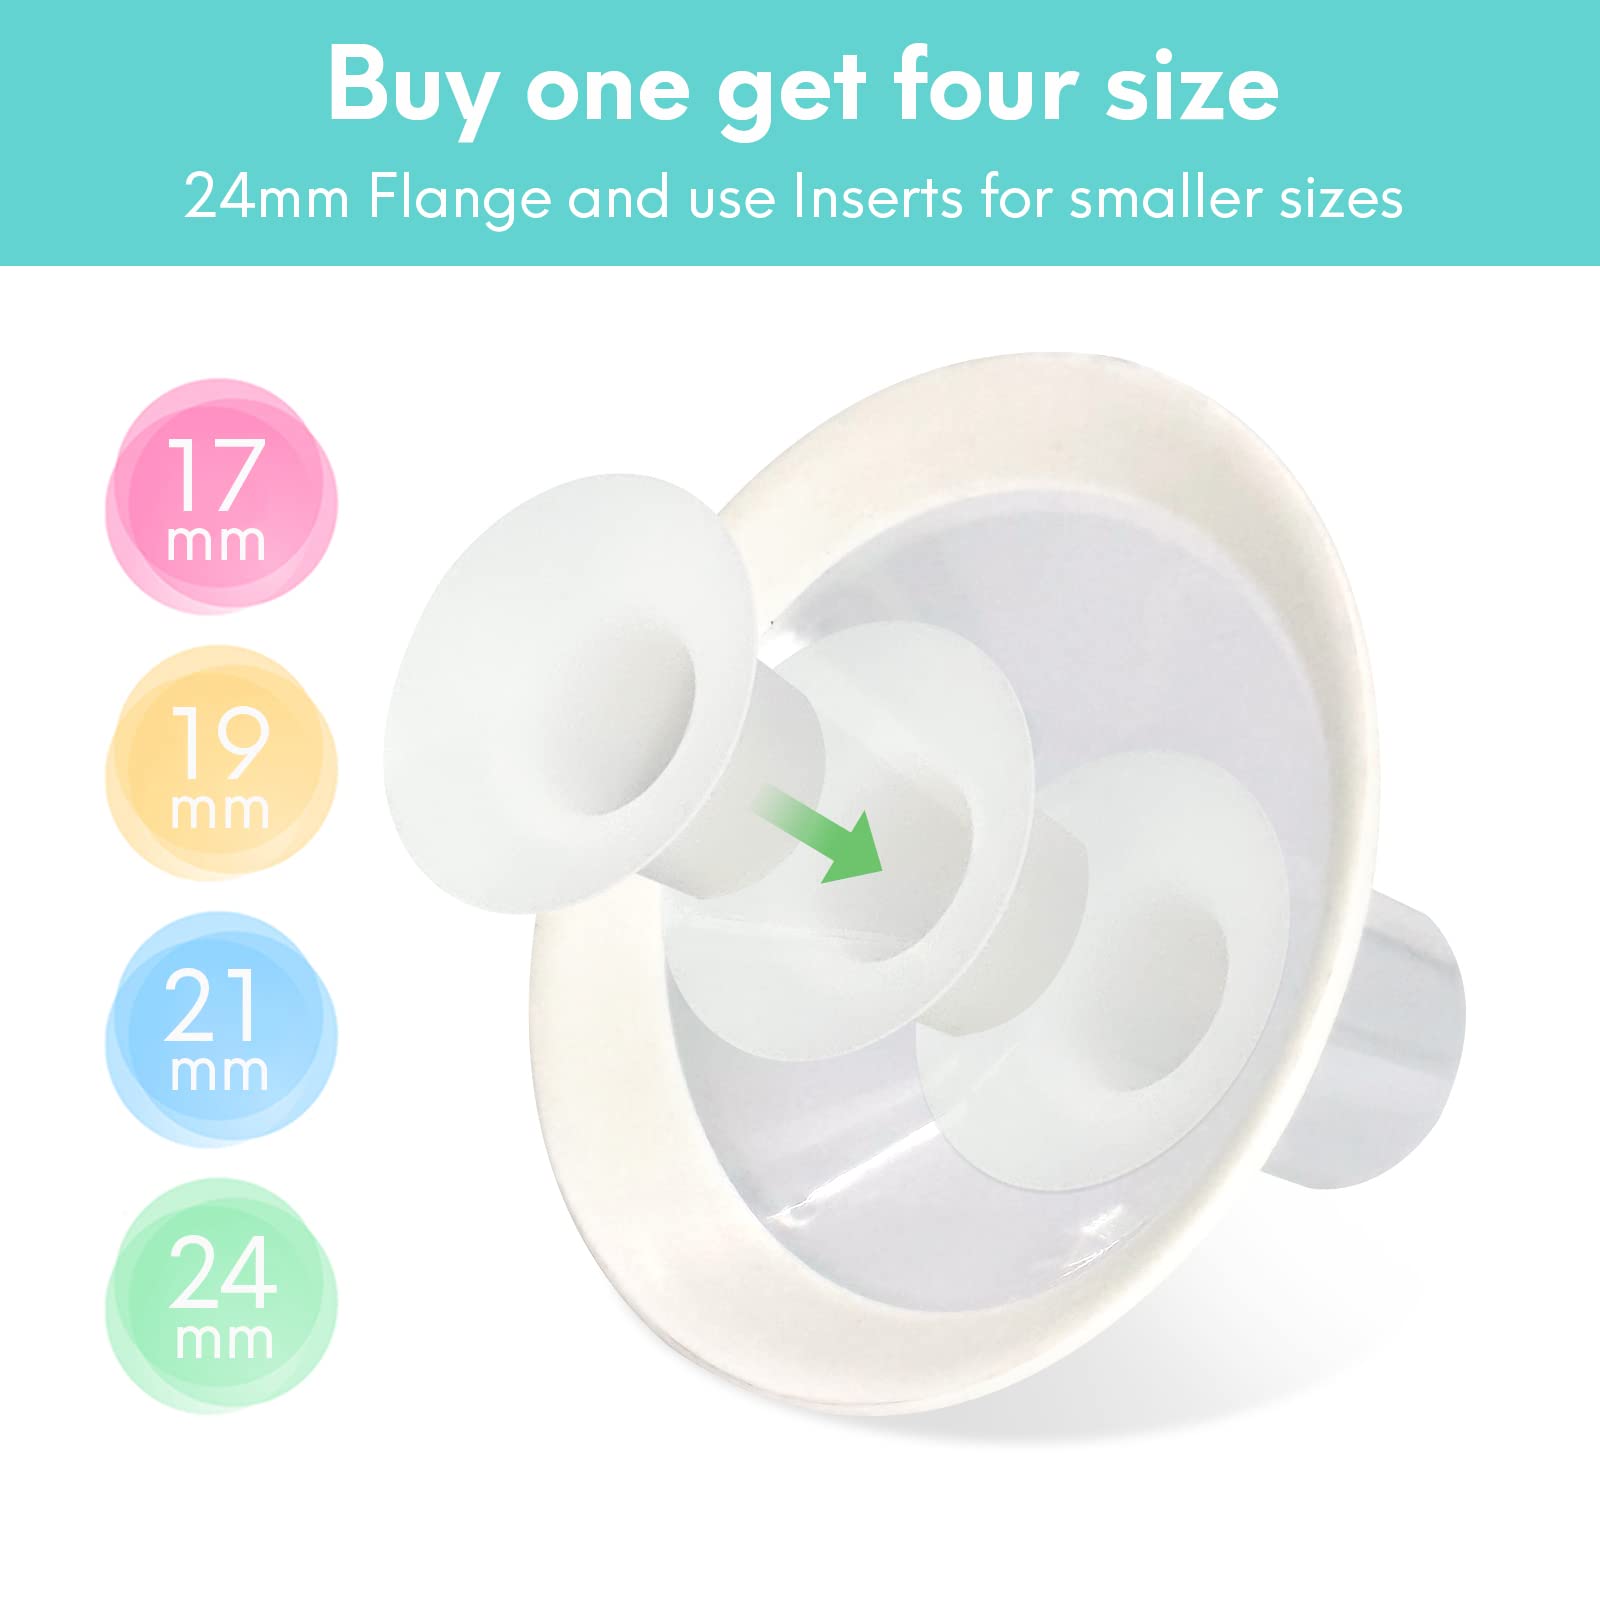 Buy one get four size
24mm Flange and use Inserts for smaller sizes
17
mm
19
mm
21
mm
24
mm